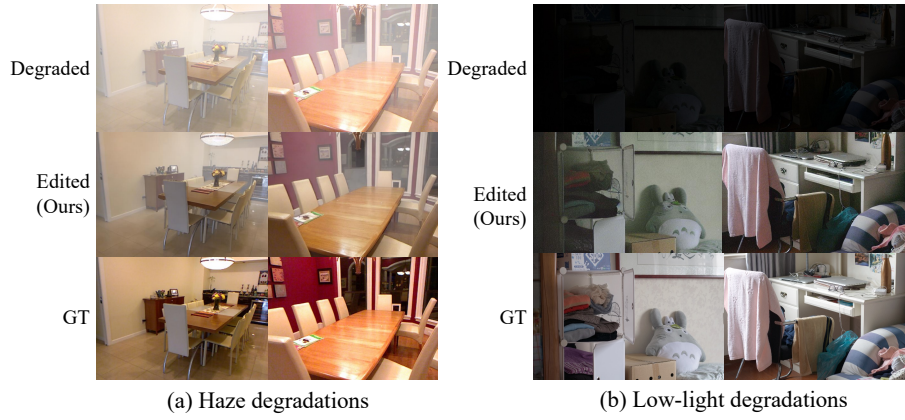 Degraded
Edited
(Ours)
GT
(a) Haze degradations
Degraded
Edited
(Ours)
GT
(b) Low-light degradations